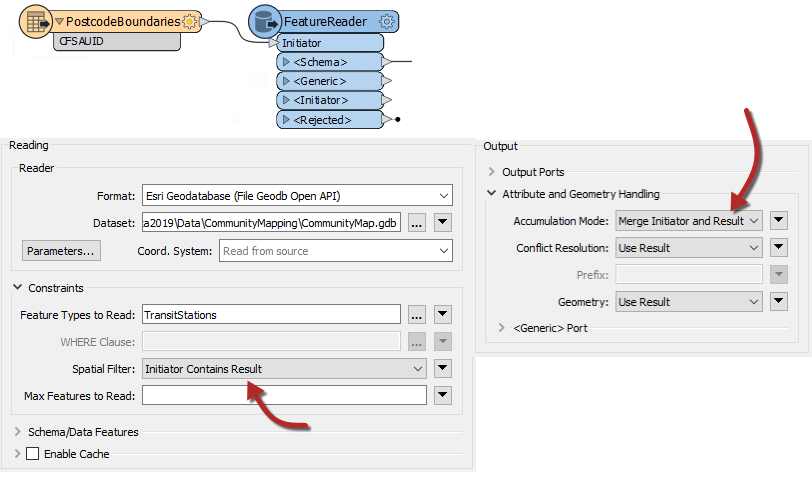 PostcodeBoundaries
CFSAUID
FeatureReader
Initiator
<Schema>
<Generic>
<Initiator>
<Rejected>
Reading
Reader
Format: Esri Geodatabase (File Geodb Open API)
Dataset: a2019\Data\CommunityMapping\CommunityMap.gdb ...
Parameters... Coord. System: Read from source
Constraints
Feature Types to Read: TransitStations ...
WHERE Clause: ...
Spatial Filter: Initiator Contains Result
Max Features to Read:
Schema/Data Features
Enable Cache
Output
Output Ports
Attribute and Geometry Handling
Accumulation Mode: Merge Initiator and Result
Conflict Resolution: Use Result
Prefix:
Geometry: Use Result
<Generic> Port